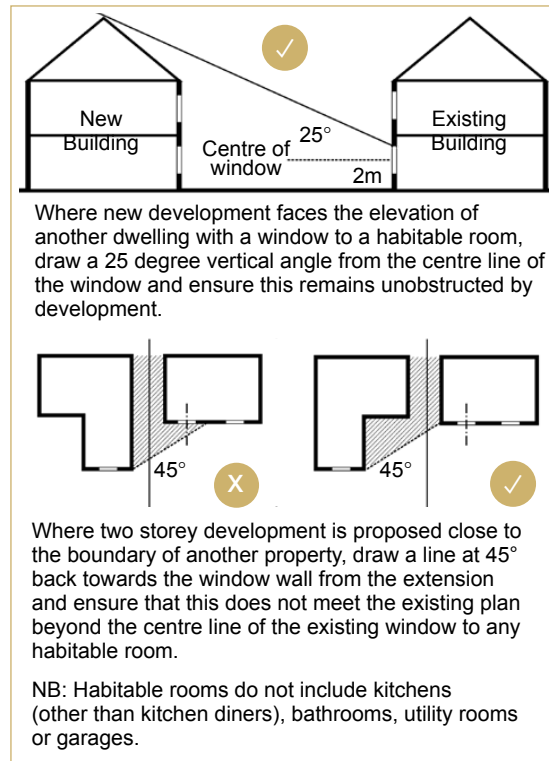 ✓
New
Building
Existing
Building
25°
Centre of
window
2m
Where new development faces the elevation of
another dwelling with a window to a habitable room,
draw a 25 degree vertical angle from the centre line of
the window and ensure this remains unobstructed by
development.
45°
X
45°
✓
Where two storey development is proposed close to
the boundary of another property, draw a line at 45°
back towards the window wall from the extension
and ensure that this does not meet the existing plan
beyond the centre line of the existing window to any
habitable room.
NB: Habitable rooms do not include kitchens
(other than kitchen diners), bathrooms, utility rooms
or garages.